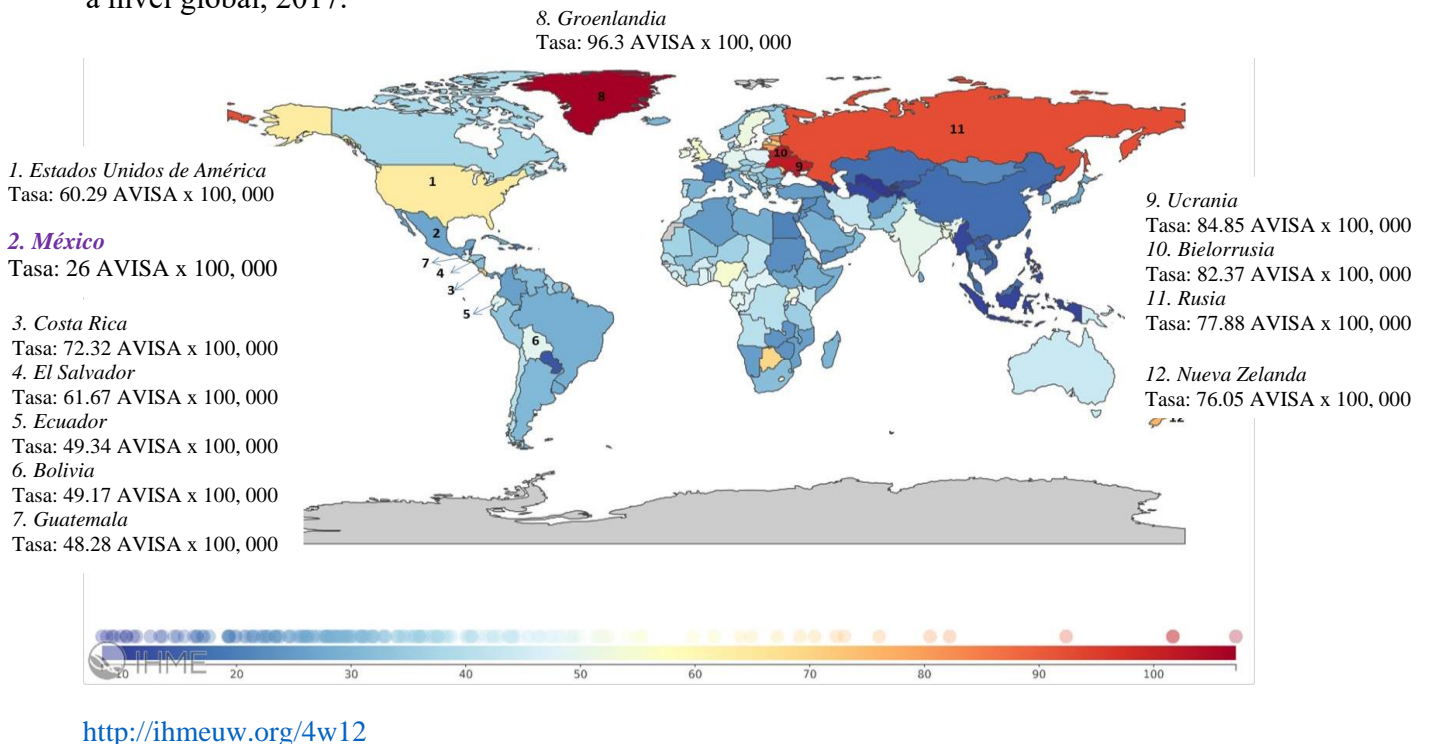 a nivel global, 2017.
8. Groenlandia
Tasa: 96.3 AVISA x 100, 000
1. Estados Unidos de América
Tasa: 60.29 AVISA x 100, 000
2. México
Tasa: 26 AVISA x 100, 000
3. Costa Rica
Tasa: 72.32 AVISA x 100, 000
4. El Salvador
Tasa: 61.67 AVISA x 100, 000
5. Ecuador
Tasa: 49.34 AVISA x 100, 000
6. Bolivia
Tasa: 49.17 AVISA x 100, 000
7. Guatemala
Tasa: 48.28 AVISA x 100, 000
8
11
10
9
1
2
7
4
3
5
6
9. Ucrania
Tasa: 84.85 AVISA x 100, 000
10. Bielorrusia
Tasa: 82.37 AVISA x 100, 000
11. Rusia
Tasa: 77.88 AVISA x 100, 000
12. Nueva Zelanda
Tasa: 76.05 AVISA x 100, 000
12
IHME
10 20 30 40 50 60 70 80 90 100
http://ihmeuw.org/4w12